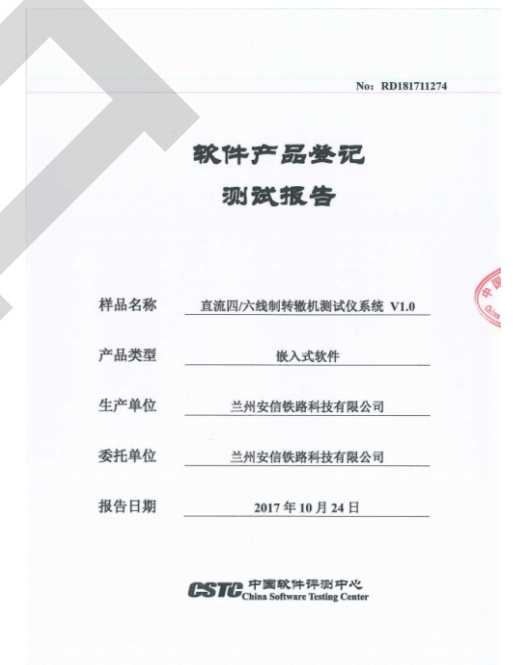 No: RD181711274
软件产品登记
测试报告
样品名称 直流四/六线制转辙机测试仪系统 V1.0
产品类型 嵌入式软件
生产单位 兰州安信铁路科技有限公司
委托单位 兰州安信铁路科技有限公司
报告日期 2017 年 10 月 24 日
CSTC 中国软件评测中心
China Software Testing Center
中国
China